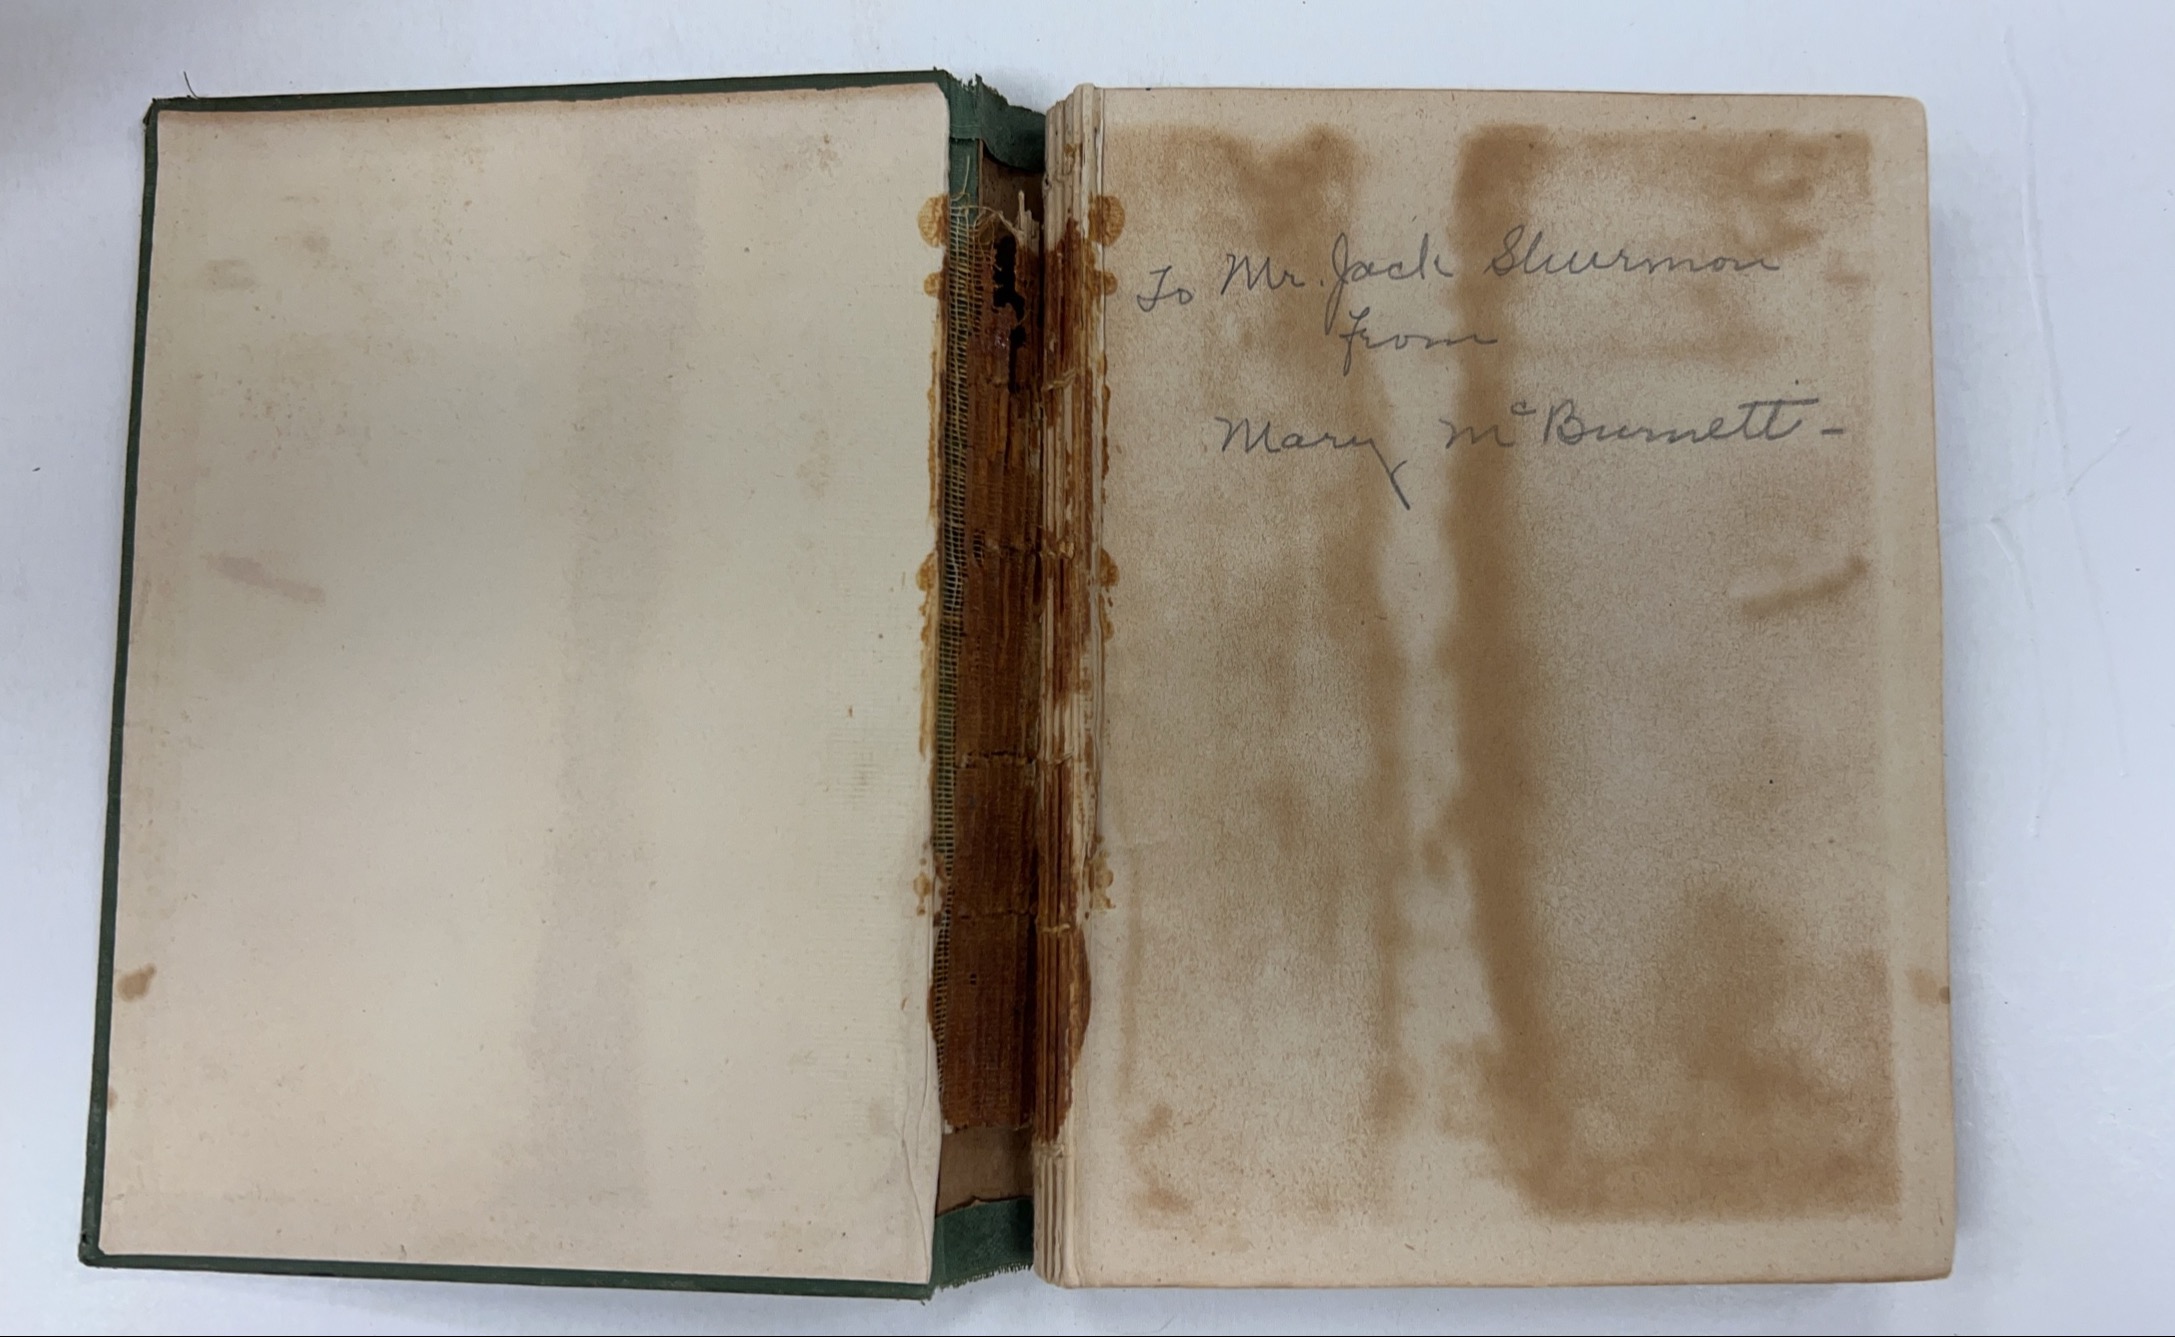 To Mr. Jack Shurmon
From
Mary McBurnett -